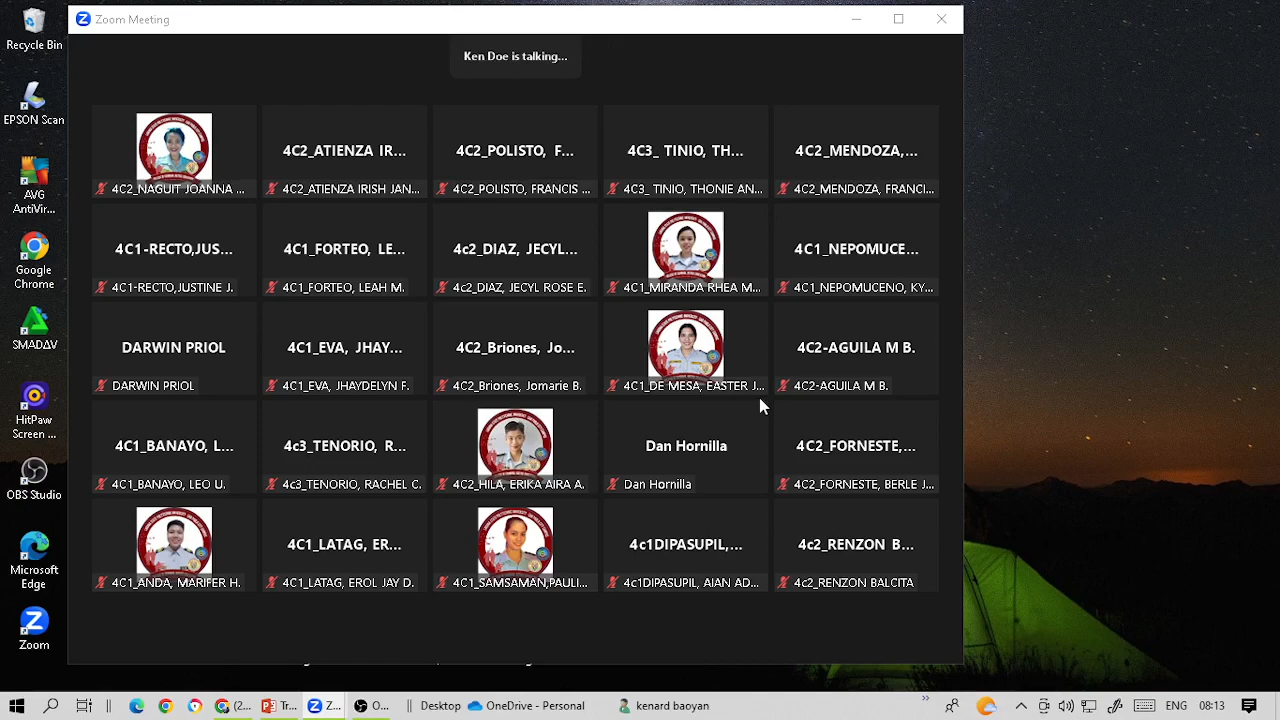 Zoom Meeting
Ken Doe is talking...
Recycle Bin
EPSON Scan
AVG
AntiVir...
Google
Chrome
SMADΔV
HitPaw
Screen ...
OBS Studio
Microsoft
Edge
Zoom
4C2_NAGUIT JOANNA ...
4C2_ATIENZA IR...
4C2_ATIENZA IRISH JAN...
4C2_POLISTO, F...
4C2_POLISTO, FRANCIS ...
4C3_ TINIO, TH...
4C3_ TINIO, THONIE AN...
4C2_MENDOZA,...
4C2_MENDOZA, FRANCI...
4C1-RECTO,JUS...
4C1-RECTO,JUSTINE J.
4C1_FORTEO, LE...
4C1_FORTEO, LEAH M.
4c2_DIAZ, JECYL...
4c2_DIAZ, JECYL ROSE E.
4C1_MIRANDA RHEA M...
4C1_NEPOMUCE...
4C1_NEPOMUCENO, KY...
DARWIN PRIOL
DARWIN PRIOL
4C1_EVA, JHAY...
4C1_EVA, JHAYDELYN F.
4C2_Briones, Jo...
4C2_Briones, Jomarie B.
4C1_DE MESA, EASTER J...
4C2-AGUILA M B.
4C2-AGUILA M B.
4C1_BANAYO, L...
4C1_BANAYO, LEO U.
4c3_TENORIO, R...
4c3_TENORIO, RACHEL C.
4C2_HILA, ERIKA AIRA A.
Dan Hornilla
Dan Hornilla
4C2_FORNESTE,...
4C2_FORNESTE, BERLE J...
4C1_ANDA, MARIFER H.
4C1_LATAG, ER...
4C1_LATAG, EROL JAY D.
4C1_SAMSAMAN,PAULI...
4c1DIPASUPIL,...
4c1DIPASUPIL, AIAN AD...
4c2_RENZON B...
4c2_RENZON BALCITA
(2...
Tr...
Z...
O...
Desktop
OneDrive - Personal
kenard baoyan
»
ENG
08:13